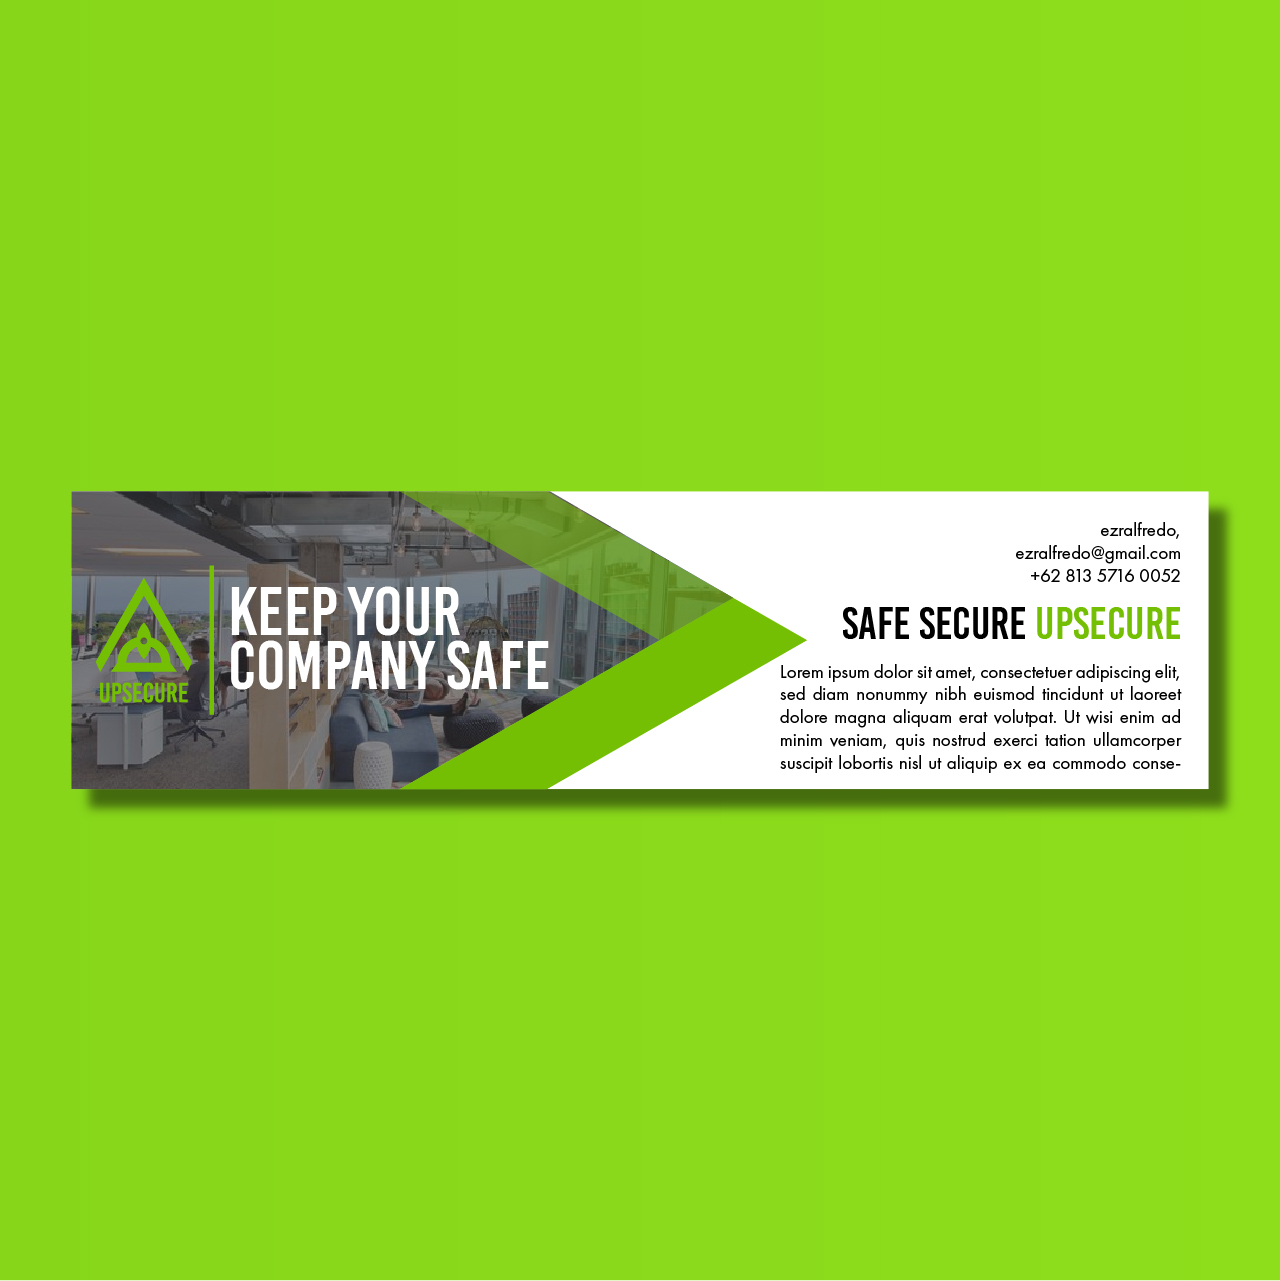 UPSECURE
KEEP YOUR
COMPANY SAFE
ezralfredo,
ezralfredo@gmail.com
+62 813 5716 0052
SAFE SECURE UPSECURE
Lorem ipsum dolor sit amet, consectetuer adipiscing elit,
sed diam nonummy nibh euismod tincidunt ut laoreet
dolore magna aliquam erat volutpat. Ut wisi enim ad
minim veniam, quis nostrud exerci tation ullamcorper
suscipit lobortis nisl ut aliquip ex ea commodo conse-